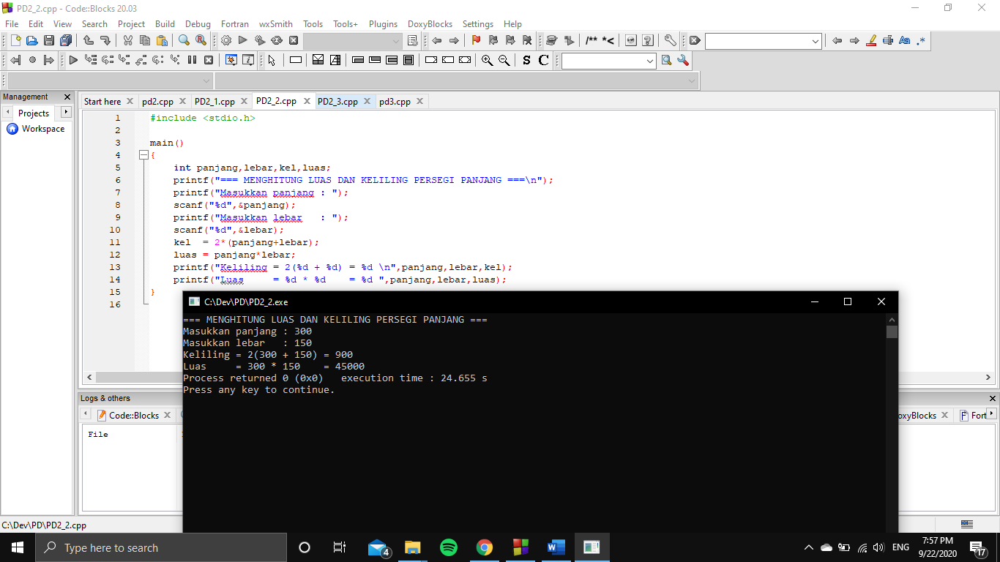 PD2_2.cpp - Code::Blocks 20.03
File Edit View Search Project Build Debug Fortran wxSmith Tools Tools+ Plugins DoxyBlocks Settings Help
/** *<
S C
Management
Start here pd2.cpp PD2_1.cpp PD2_2.cpp PD2_3.cpp pd3.cpp
Projects
Workspace
1 #include <stdio.h>
2
3 main()
4 {
5 int panjang,lebar,kel,luas;
6 printf("=== MENGHITUNG LUAS DAN KELILING PERSEGI PANJANG ===\n");
7 printf("Masukkan panjang : ");
8 scanf("%d",&panjang);
9 printf("Masukkan lebar   : ");
10 scanf("%d",&lebar);
11 kel  = 2*(panjang+lebar);
12 luas = panjang*lebar;
13 printf("Keliling = 2(%d + %d) = %d \n",panjang,lebar,kel);
14 printf("Luas     = %d * %d    = %d ",panjang,lebar,luas);
15 }
16
C:\Dev\PD\PD2_2.exe
=== MENGHITUNG LUAS DAN KELILING PERSEGI PANJANG ===
Masukkan panjang : 300
Masukkan lebar   : 150
Keliling = 2(300 + 150) = 900
Luas     = 300 * 150    = 45000
Process returned 0 (0x0)   execution time : 24.655 s
Press any key to continue.
Logs & others
Code::Blocks
oxyBlocks
Fort
File
C:\Dev\PD\PD2_2.cpp
Type here to search
4
ENG
7:57 PM
9/22/2020
17